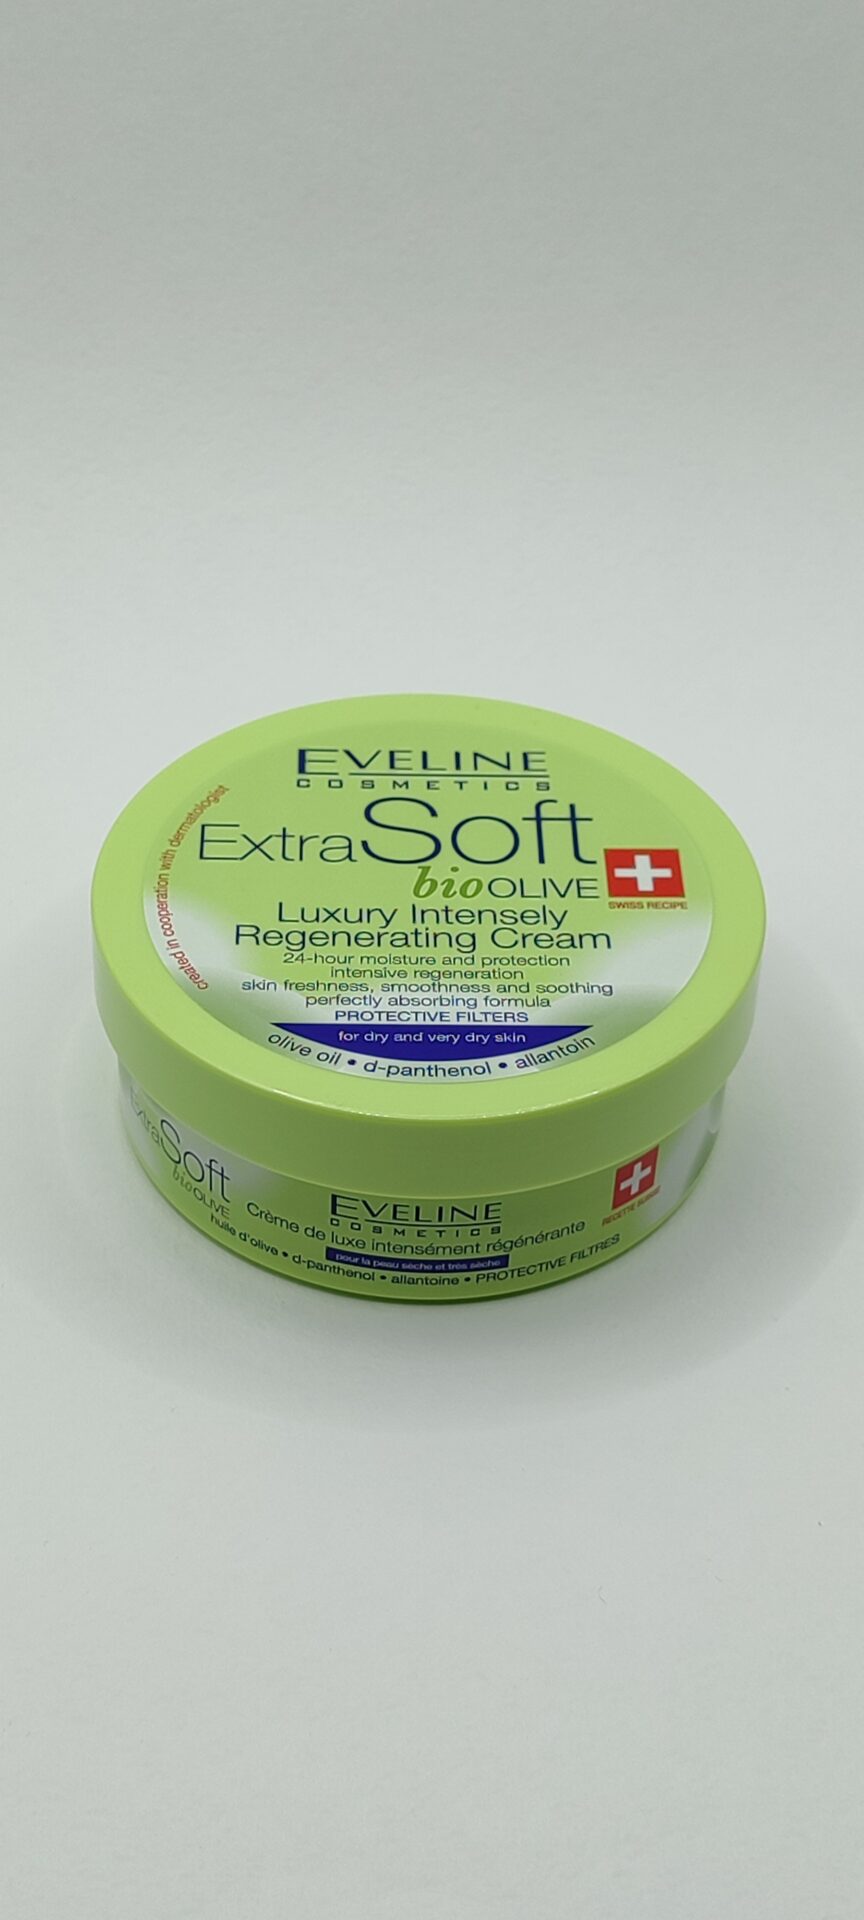 EVELINE
COSMETICS
Extra Soft
bio OLIVE
SWISS RECIPE
Luxury Intensely
Regenerating Cream
24-hour moisture and protection
intensive regeneration
skin freshness, smoothness and soothing
perfectly absorbing formula
PROTECTIVE FILTERS
for dry and very dry skin
olive oil • d-panthenol • allantoin
created in cooperation with dermatologist
Extra Soft
bio OLIVE
EVELINE
COSMETICS
RECETTE SUISSE
Crème de luxe intensément régénérante
pour la peau sèche et très sèche
huile d'olive • d-panthenol • allantoine • PROTECTIVE FILTRES